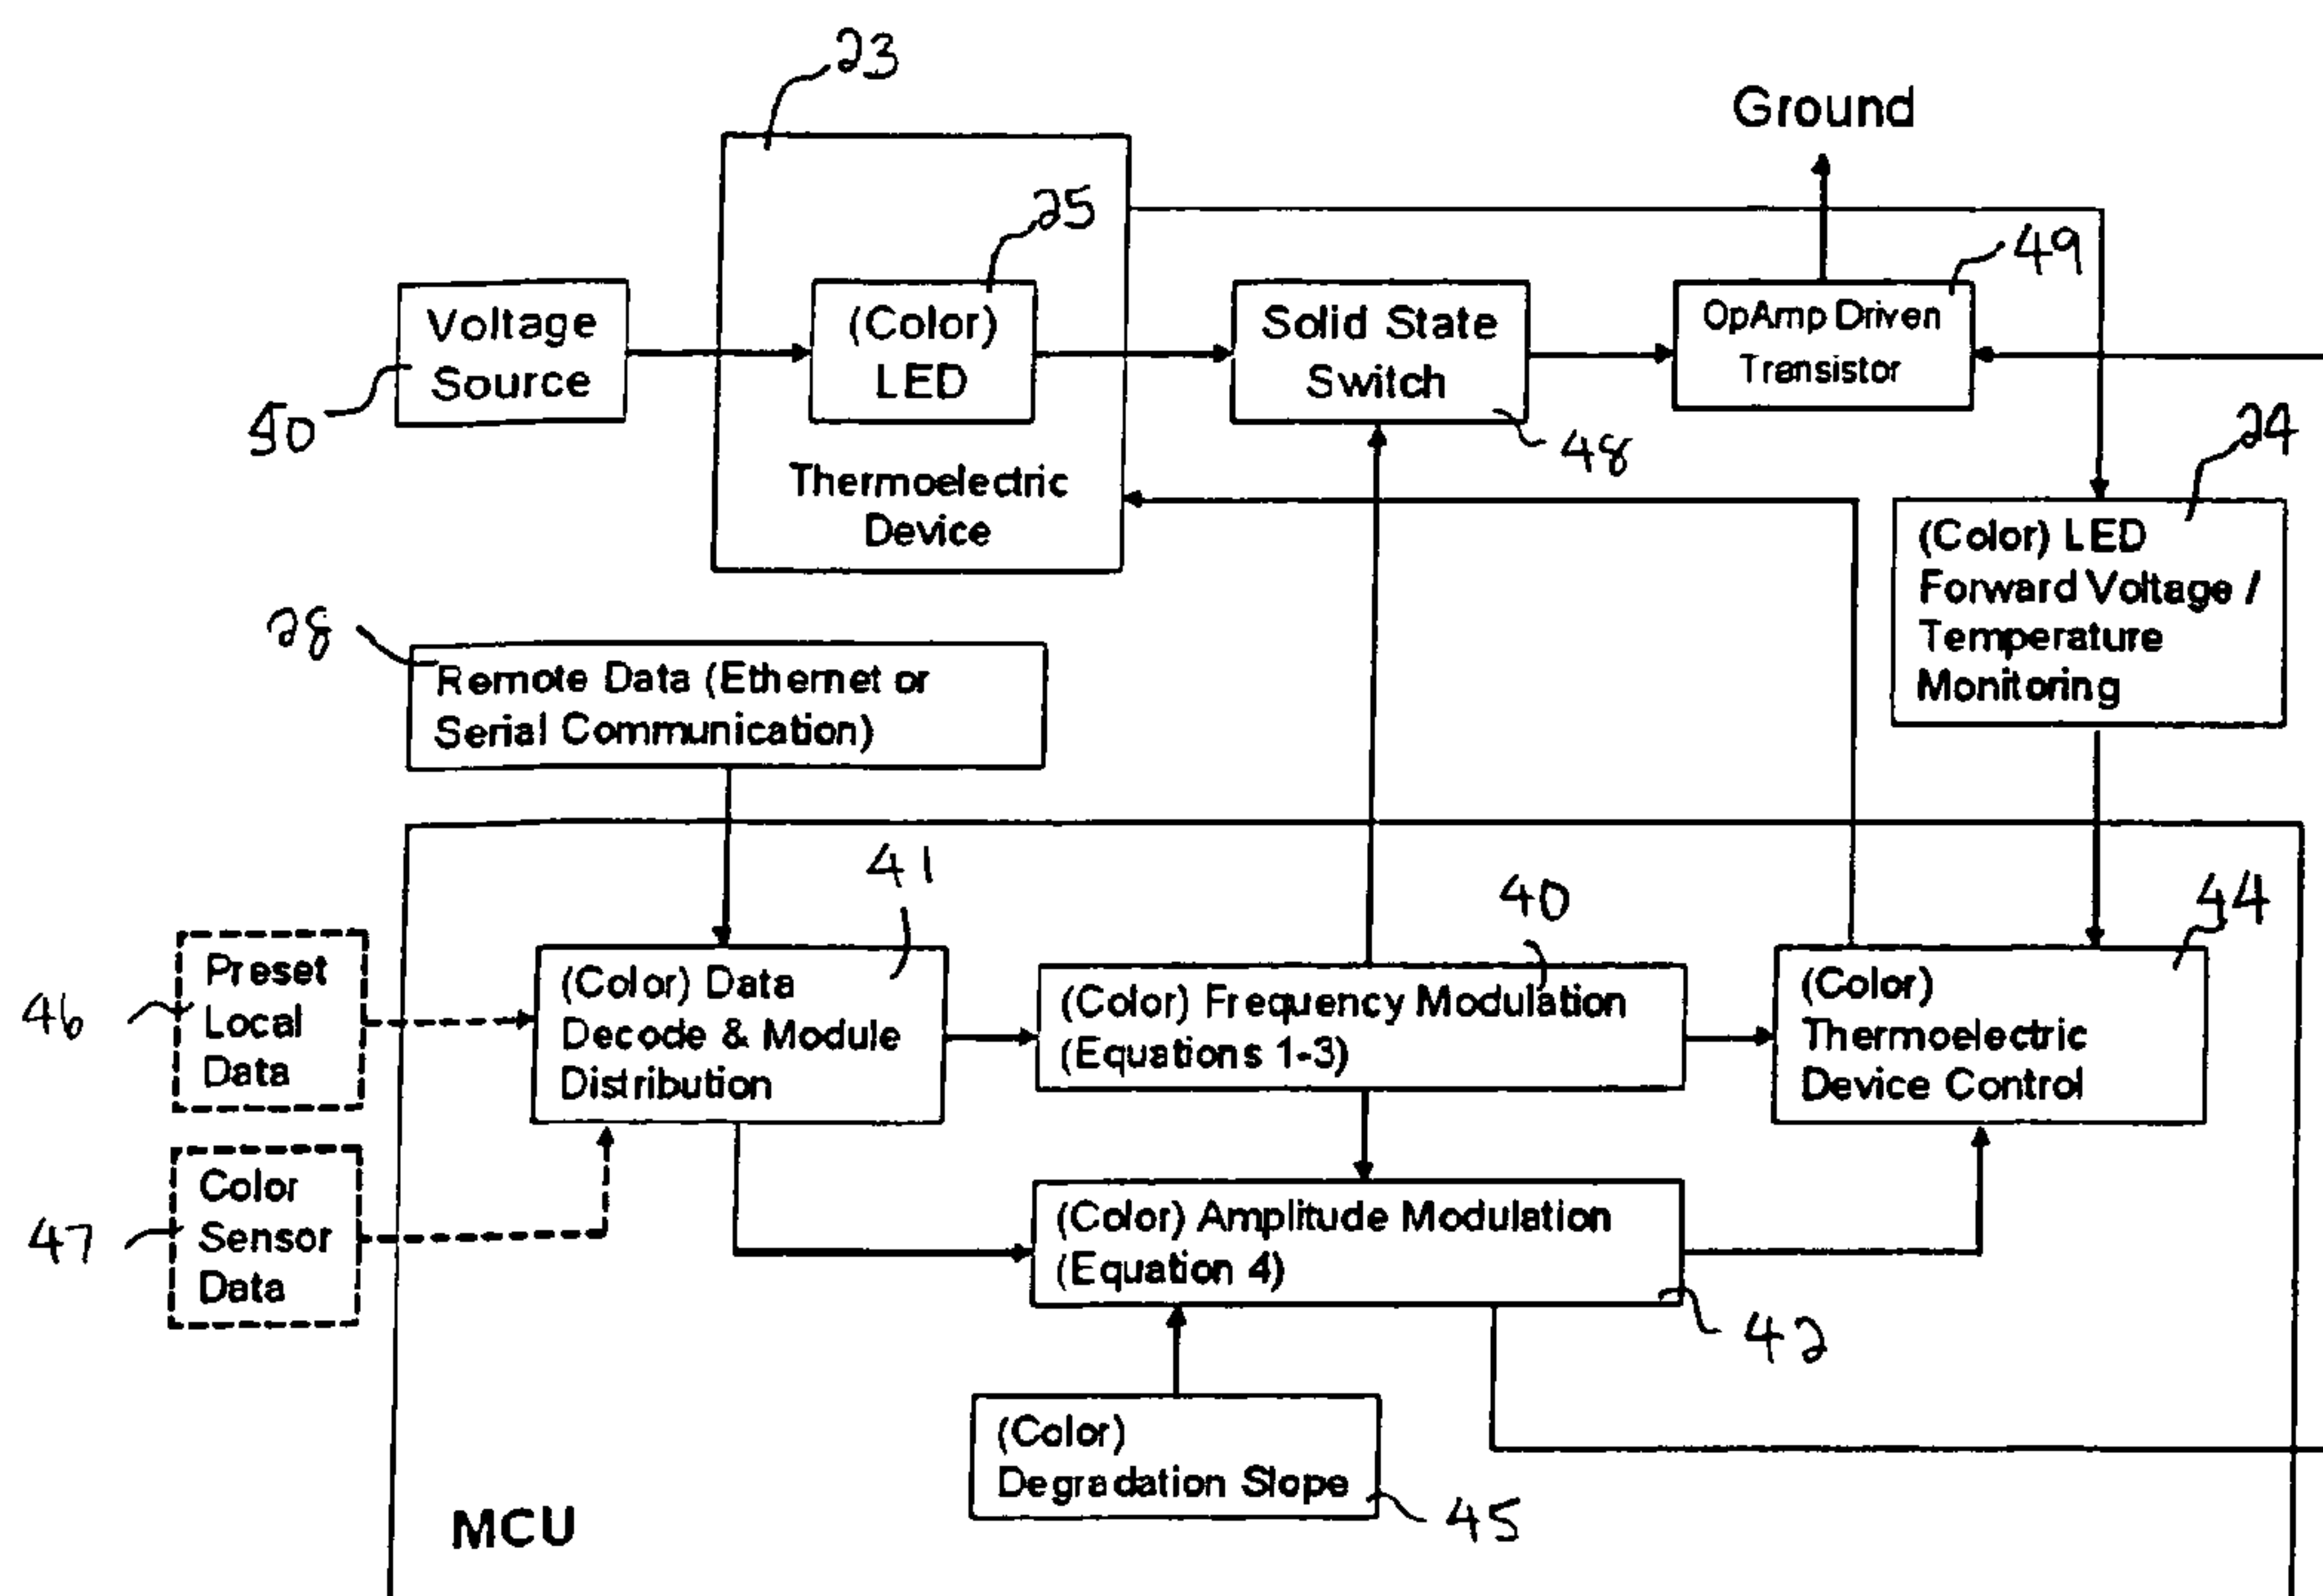 23
Ground
25
49
Voltage
Source
50
(Color)
LED
Thermoelectric
Device
Solid State
Switch
48
OpAmp Driven
Transistor
24
(Color) LED
Forward Voltage /
Temperature
Monitoring
28
Remote Data (Ethernet or
Serial Communication)
41
40
44
46
Preset
Local
Data
(Color) Data
Decode & Module
Distribution
(Color) Frequency Modulation
(Equations 1-3)
(Color)
Thermoelectric
Device Control
47
Color
Sensor
Data
(Color) Amplitude Modulation
(Equation 4)
42
(Color)
Degradation Slope
45
MCU